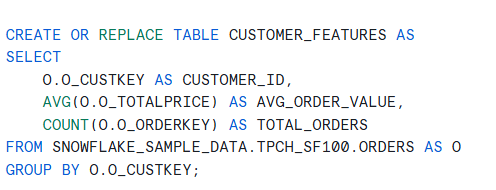 CREATE OR REPLACE TABLE CUSTOMER_FEATURES AS
SELECT
    O.O_CUSTKEY AS CUSTOMER_ID,
    AVG(O.O_TOTALPRICE) AS AVG_ORDER_VALUE,
    COUNT(O.O_ORDERKEY) AS TOTAL_ORDERS
FROM SNOWFLAKE_SAMPLE_DATA.TPCH_SF100.ORDERS AS O
GROUP BY O.O_CUSTKEY;